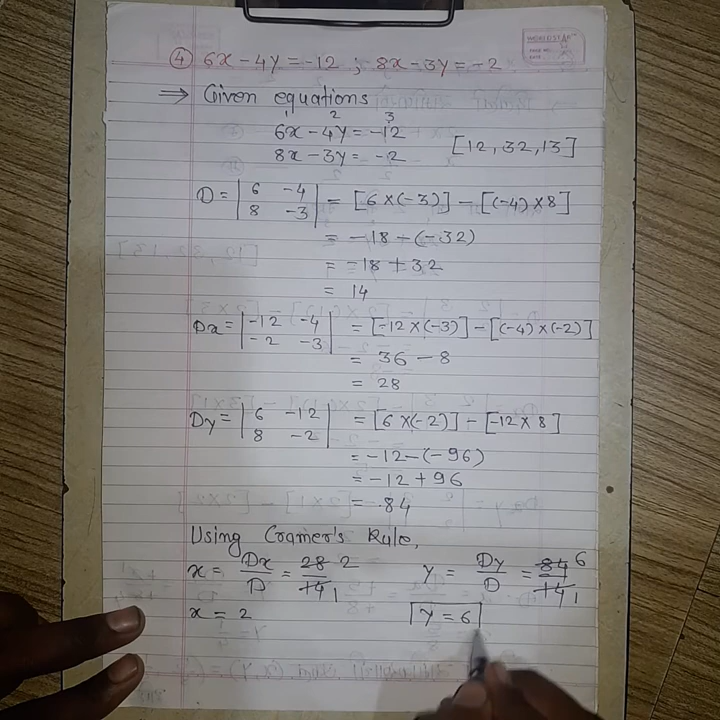 WORLDSTAR
④ 6x - 4y = -12 ; 8x - 3y = -2
⇒ Given equations
1 2 3
6x - 4y = -12
8x - 3y = -2 [12, 32, 13]
D = | 6 -4 | = [6 × (-3)] - [(-4) × 8]
| 8 -3 |
= -18 - (-32)
= -18 + 32
= 14
Dx = | -12 -4 | = [-12 × (-3)] - [(-4) × (-2)]
| -2 -3 |
= 36 - 8
= 28
Dy = | 6 -12 | = [6 × (-2)] - [-12 × 8]
| 8 -2 |
= -12 - (-96)
= -12 + 96
= 84
Using Cramer's Rule,
x = Dx/D = 28/14 2 1 y = Dy/D = 84/14 6 1
x = 2 y = 6